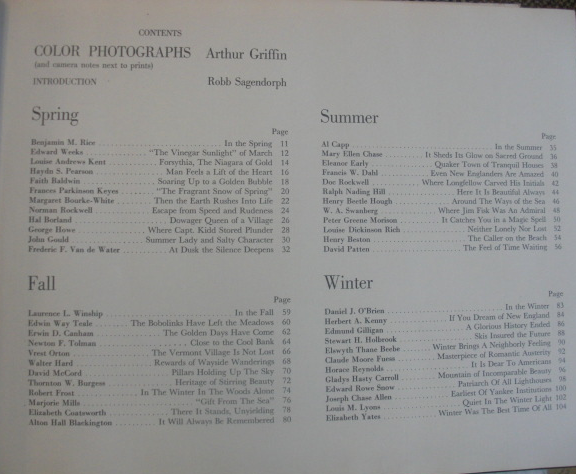 CONTENTS
COLOR PHOTOGRAPHS Arthur Griffin
(and camera notes next to prints)
INTRODUCTION Robb Sagendorph
Spring
Page
Benjamin M. Rice . . . In the Spring 11
Edward Weeks . . . "The Vinegar Sunlight" of March 12
Louise Andrews Kent . . . Forsythia, The Niagara of Gold 14
Haydn S. Pearson . . . Man Feels a Lift of the Heart 16
Faith Baldwin . . . Soaring Up to a Golden Bubble 18
Frances Parkinson Keyes . . . "The Fragrant Snow of Spring" 20
Margaret Bourke-White . . . Then the Earth Rushes Into Life 22
Norman Rockwell . . . Escape from Speed and Rudeness 24
Hal Borland . . . Dowager Queen of a Village 26
George Howe . . . Where Capt. Kidd Stored Plunder 28
John Gould . . . Summer Lady and Salty Character 30
Frederic F. Van de Water . . . At Dusk the Silence Deepens 32
Summer
Page
Al Capp . . . In the Summer 35
Mary Ellen Chase . . . It Sheds Its Glow on Sacred Ground 36
Eleanor Early . . . Quaker Town of Tranquil Houses 38
Francis W. Dahl . . . Even New Englanders Are Amazed 40
Doe Rockwell . . . Where Longfellow Carved His Initials 42
Ralph Nading Hill . . . Here It Is Beautiful Always 44
Henry Beetle Hough . . . Around The Ways of the Sea 46
W. A. Swanberg . . . Where Jim Fisk Was An Admiral 48
Peter Greene Morison . . . It Catches You in a Magic Spell 50
Louise Dickinson Rich . . . Neither Lonely Nor Lost 52
Henry Beston . . . The Caller on the Beach 54
David Patten . . . The Feel of Time Waiting 56
Fall
Page
Laurence L. Winship . . . In the Fall 59
Edwin Way Teale . . . The Bobolinks Have Left the Meadows 60
Erwin D. Canham . . . The Golden Days Have Come 62
Newton F. Tolman . . . Close to the Cool Bank 64
Vrest Orton . . . The Vermont Village Is Not Lost 66
Walter Hard . . . Rewards of Wayside Wanderings 68
David McCord . . . Pillars Holding Up The Sky 70
Thornton W. Burgess . . . Heritage of Stirring Beauty 72
Robert Frost . . . In The Winter In The Woods Alone 74
Marjorie Mills . . . "Gift From The Sea" 76
Elizabeth Coatsworth . . . There It Stands, Unyielding 78
Alton Hall Blackington . . . It Will Always Be Remembered 80
Winter
Page
Daniel J. O'Brien . . . In the Winter 83
Herbert A. Kenny . . . If You Dream of New England 84
Edmund Gilligan . . . A Glorious History Ended 86
Stewart H. Holbrook . . . Skis Insured the Future 88
Elswyth Thane Beebe . . . Winter Brings A Neighborly Feeling 90
Claude Moore Fuess . . . Masterpiece of Romantic Austerity 92
Horace Reynolds . . . It Is Dear To Americans 94
Gladys Hasty Carroll . . . Mountain of Incomparable Beauty 96
Edward Rowe Snow . . . Patriarch Of All Lighthouses 98
Joseph Chase Allen . . . Earliest Of Yankee Institutions 100
Louis M. Lyons . . . Quiet In The Winter Light 102
Elizabeth Yates . . . Winter Was The Best Time Of All 104